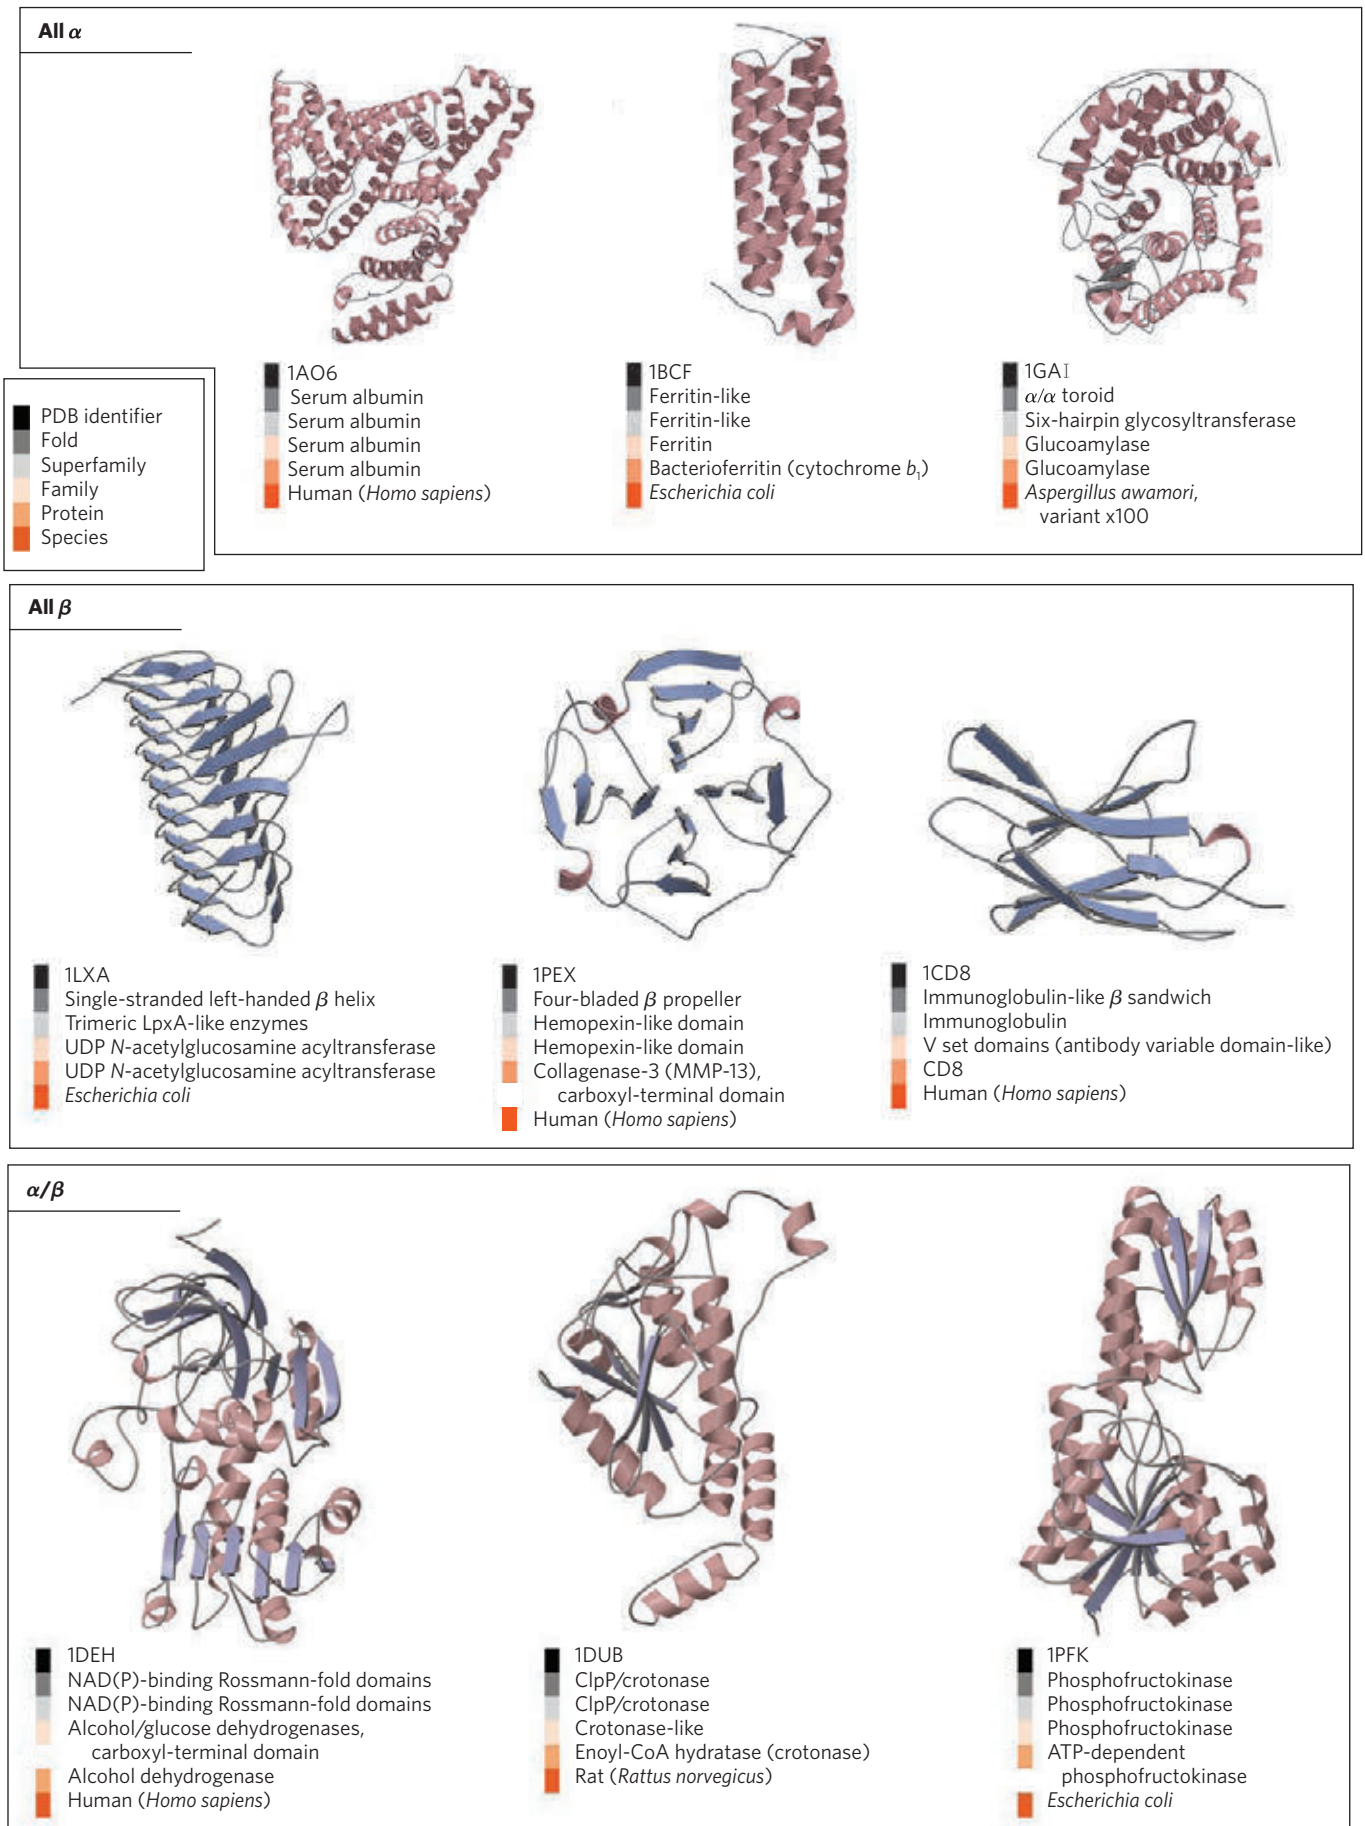 All α
1AO6
Serum albumin
Serum albumin
Serum albumin
Serum albumin
Human (Homo sapiens)
1BCF
Ferritin-like
Ferritin-like
Ferritin
Bacterioferritin (cytochrome b₁)
Escherichia coli
1GAI
α/α toroid
Six-hairpin glycosyltransferase
Glucoamylase
Glucoamylase
Aspergillus awamori,
variant x100
PDB identifier
Fold
Superfamily
Family
Protein
Species
All β
1LXA
Single-stranded left-handed β helix
Trimeric LpxA-like enzymes
UDP N-acetylglucosamine acyltransferase
UDP N-acetylglucosamine acyltransferase
Escherichia coli
1PEX
Four-bladed β propeller
Hemopexin-like domain
Hemopexin-like domain
Collagenase-3 (MMP-13),
carboxyl-terminal domain
Human (Homo sapiens)
1CD8
Immunoglobulin-like β sandwich
Immunoglobulin
V set domains (antibody variable domain-like)
CD8
Human (Homo sapiens)
α/β
1DEH
NAD(P)-binding Rossmann-fold domains
NAD(P)-binding Rossmann-fold domains
Alcohol/glucose dehydrogenases,
carboxyl-terminal domain
Alcohol dehydrogenase
Human (Homo sapiens)
1DUB
ClpP/crotonase
ClpP/crotonase
Crotonase-like
Enoyl-CoA hydratase (crotonase)
Rat (Rattus norvegicus)
1PFK
Phosphofructokinase
Phosphofructokinase
Phosphofructokinase
ATP-dependent
phosphofructokinase
Escherichia coli